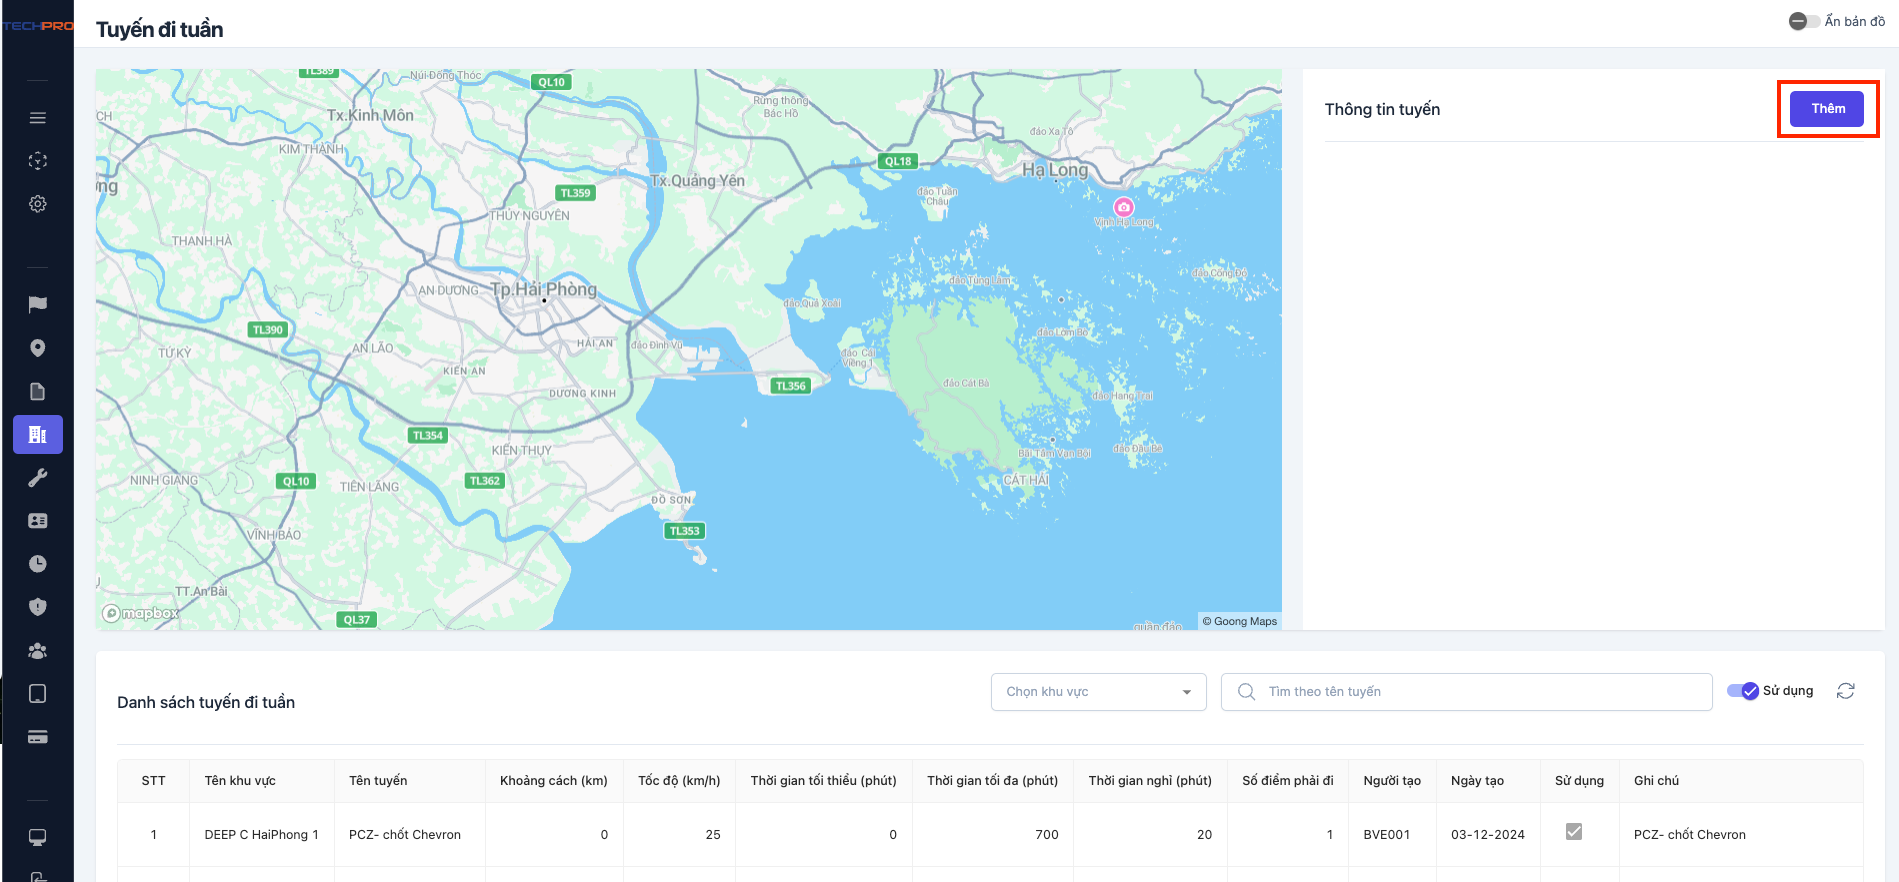 TECHPRO
Tuyến đi tuần
Ẩn bản đồ
TL389
Núi Đồng Thóc
QL10
Rừng thông
Bác Hồ
Tx.Kinh Môn
KIM THÀNH
đảo Xa Tô
QL18
Hạ Long
Tx.Quảng Yên
TL359
đảo Tuần
Châu
THỦY NGUYÊN
Vịnh Hạ Long
THANH HÀ
đảo Cống Đỏ
đảo Tùng Lâm
AN DƯƠNG
Tp.Hải Phòng
đảo Quả Xoài
TL390
đảo Lờm Bò
HẢI AN
đảo Đình Vũ
AN LÃO
TỨ KỲ
đảo Cái
Viềng 1
KIẾN AN
TL356
đảo Cát Bà
DƯƠNG KINH
đảo Hang Trai
TL354
KIẾN THỤY
Bãi Tắm Vạn Bội
đảo Đầu Bê
NINH GIANG
QL10
TIÊN LÃNG
TL362
CÁT HẢI
ĐỒ SƠN
TL353
VĨNH BẢO
TT.An Bài
mapbox
QL37
quần đảo
© Goong Maps
Thông tin tuyến
Thêm
Danh sách tuyến đi tuần
Chọn khu vực
Tìm theo tên tuyến
Sử dụng
STT Tên khu vực Tên tuyến Khoảng cách (km) Tốc độ (km/h) Thời gian tối thiểu (phút) Thời gian tối đa (phút) Thời gian nghỉ (phút) Số điểm phải đi Người tạo Ngày tạo Sử dụng Ghi chú
1 DEEP C HaiPhong 1 PCZ- chốt Chevron 0 25 0 700 20 1 BVE001 03-12-2024 PCZ- chốt Chevron